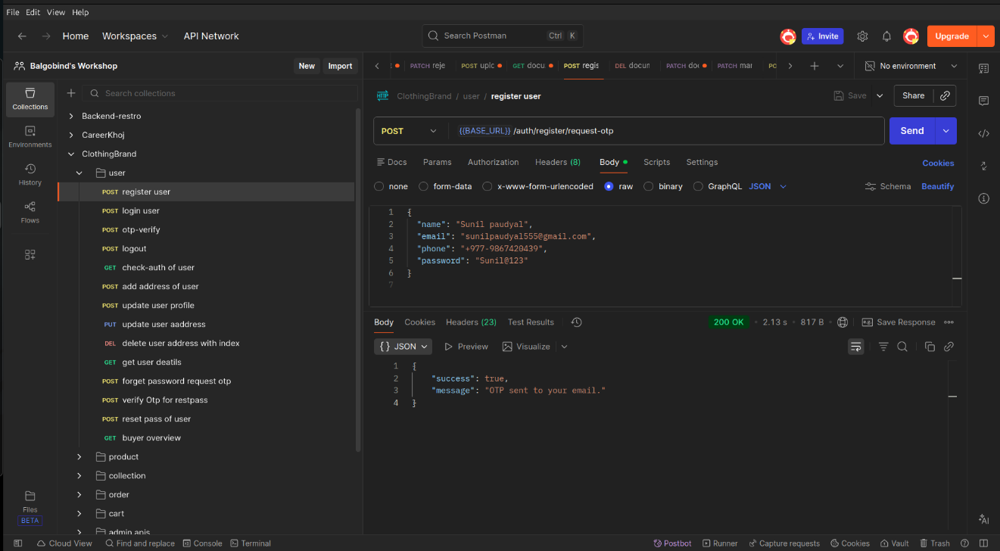 File Edit View Help
Home Workspaces API Network Search Postman Ctrl K Invite Upgrade
Balgobind's Workshop New Import
PATCH reje POST uplc GET docu POST regis DEL docum PATCH doc PATCH mar PC No environment
Collections
Environments
History
Flows
Files
BETA
Search collections
Backend-restro
CareerKhoj
ClothingBrand
user
POST register user
POST login user
POST otp-verify
POST logout
GET check-auth of user
POST add address of user
POST update user profile
PUT update user aaddress
DEL delete user address with index
GET get user deatils
POST forget password request otp
POST verify Otp for restpass
POST reset pass of user
GET buyer overview
product
collection
order
cart
admin apis
HTTP ClothingBrand / user / register user Save Share
POST {{BASE_URL}} /auth/register/request-otp Send
Docs Params Authorization Headers (8) Body Scripts Settings Cookies
none form-data x-www-form-urlencoded raw binary GraphQL JSON Schema Beautify
1 {
2 "name": "Sunil paudyal",
3 "email": "sunilpaudyal555@gmail.com",
4 "phone": "+977-9867420439",
5 "password": "Sunil@123"
6 }
7
Body Cookies Headers (23) Test Results 200 OK • 2.13 s • 817 B Save Response
{} JSON Preview Visualize
1 {
2 "success": true,
3 "message": "OTP sent to your email."
4 }
AI
Cloud View Find and replace Console Terminal Postbot Runner Capture requests Cookies Vault Trash